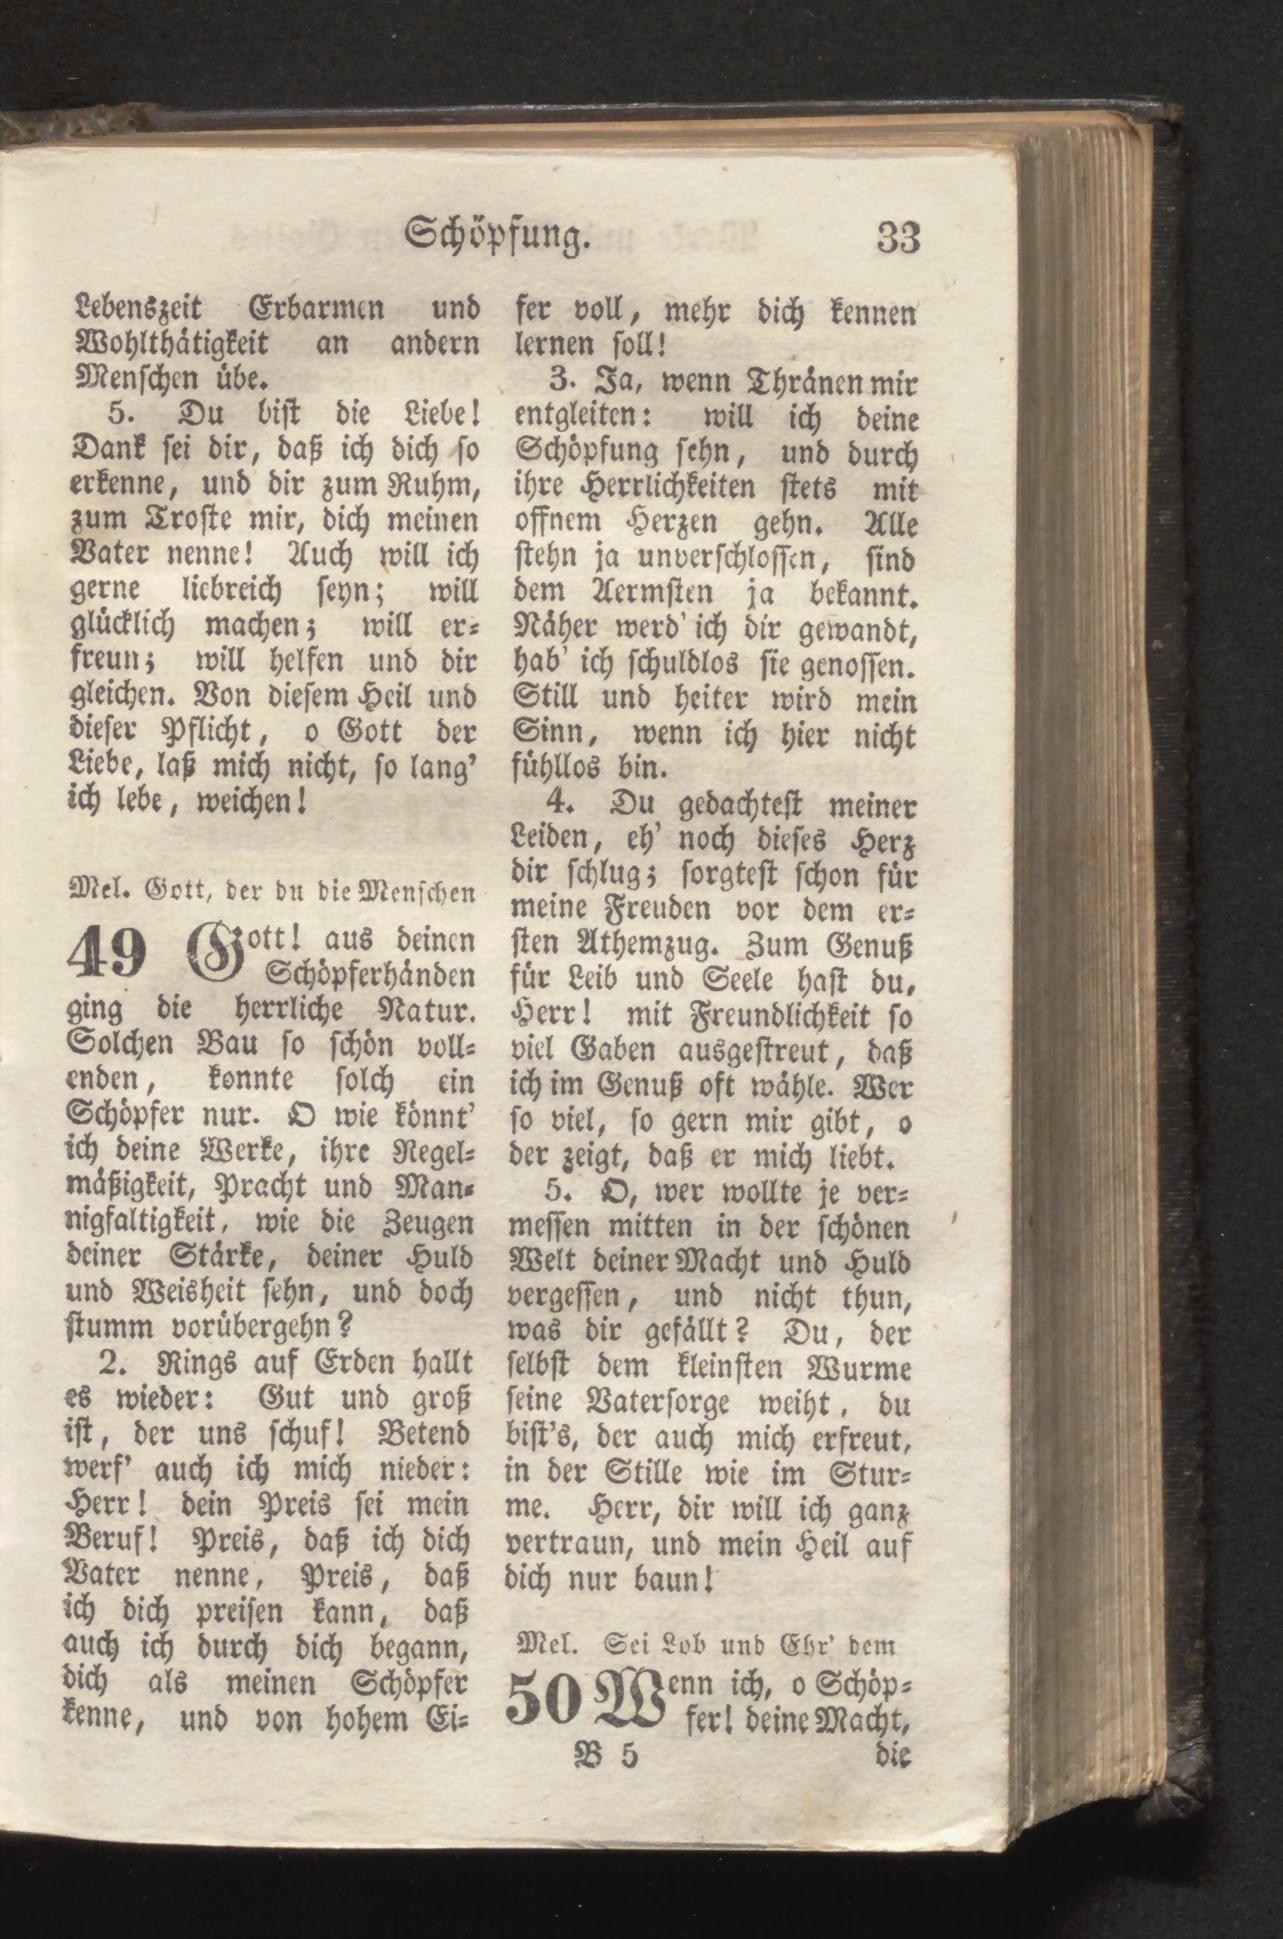 Schöpfung.
33
Lebenszeit Erbarmen und
Wohlthätigkeit an andern
Menschen übe.
5. Du bist die Liebe!
Dank sei dir, daß ich dich so
erkenne, und dir zum Ruhm,
zum Troste mir, dich meinen
Vater nenne! Auch will ich
gerne liebreich seyn; will
glücklich machen; will er-
freun; will helfen und dir
gleichen. Von diesem Heil und
dieser Pflicht, o Gott der
Liebe, laß mich nicht, so lang'
ich lebe, weichen!
Mel. Gott, der du die Menschen
49 Gott! aus deinen
Schöpferhänden
ging die herrliche Natur.
Solchen Bau so schön voll-
enden, konnte solch ein
Schöpfer nur. O wie könnt'
ich deine Werke, ihre Regel-
mäßigkeit, Pracht und Man-
nigfaltigkeit, wie die Zeugen
deiner Stärke, deiner Huld
und Weisheit sehn, und doch
stumm vorübergehn?
2. Rings auf Erden hallt
es wieder: Gut und groß
ist, der uns schuf! Betend
werf' auch ich mich nieder:
Herr! dein Preis sei mein
Beruf! Preis, daß ich dich
Vater nenne, Preis, daß
ich dich preisen kann, daß
auch ich durch dich begann,
dich als meinen Schöpfer
kenne, und von hohem Ei-
fer voll, mehr dich kennen
lernen soll!
3. Ja, wenn Thränen mir
entgleiten: will ich deine
Schöpfung sehn, und durch
ihre Herrlichkeiten stets mit
offnem Herzen gehn. Alle
stehn ja unverschlossen, sind
dem Aermsten ja bekannt.
Näher werd' ich dir gewandt,
hab' ich schuldlos sie genossen.
Still und heiter wird mein
Sinn, wenn ich hier nicht
fühllos bin.
4. Du gedachtest meiner
Leiden, eh' noch dieses Herz
dir schlug; sorgtest schon für
meine Freuden vor dem er-
sten Athemzug. Zum Genuß
für Leib und Seele hast du,
Herr! mit Freundlichkeit so
viel Gaben ausgestreut, daß
ich im Genuß oft wähle. Wer
so viel, so gern mir gibt, o
der zeigt, daß er mich liebt.
5. O, wer wollte je ver-
messen mitten in der schönen
Welt deiner Macht und Huld
vergessen, und nicht thun,
was dir gefällt? Du, der
selbst dem kleinsten Wurme
seine Vatersorge weiht, du
bist's, der auch mich erfreut,
in der Stille wie im Stur-
me. Herr, dir will ich ganz
vertraun, und mein Heil auf
dich nur baun!
Mel. Sei Lob und Ehr' dem
50 Wenn ich, o Schöp-
fer! deine Macht,
B 5
die